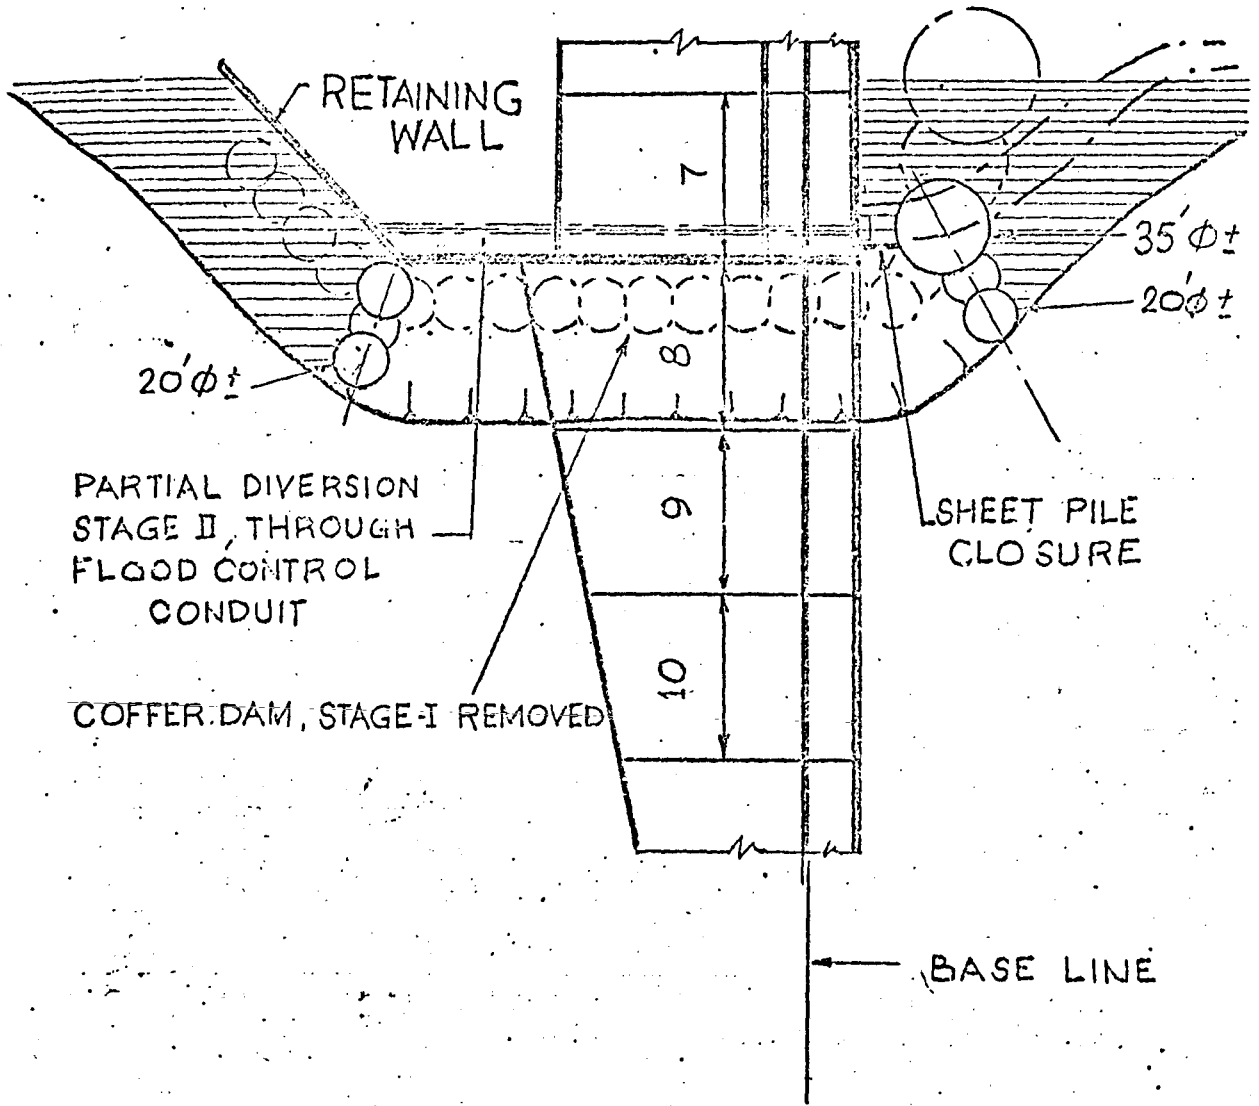 RETAINING
WALL
7
35'Ø±
20'Ø±
8
20'Ø±
PARTIAL DIVERSION
STAGE II, THROUGH
FLOOD CONTROL
CONDUIT
9
SHEET PILE
CLOSURE
10
COFFER DAM, STAGE-I REMOVED
BASE LINE